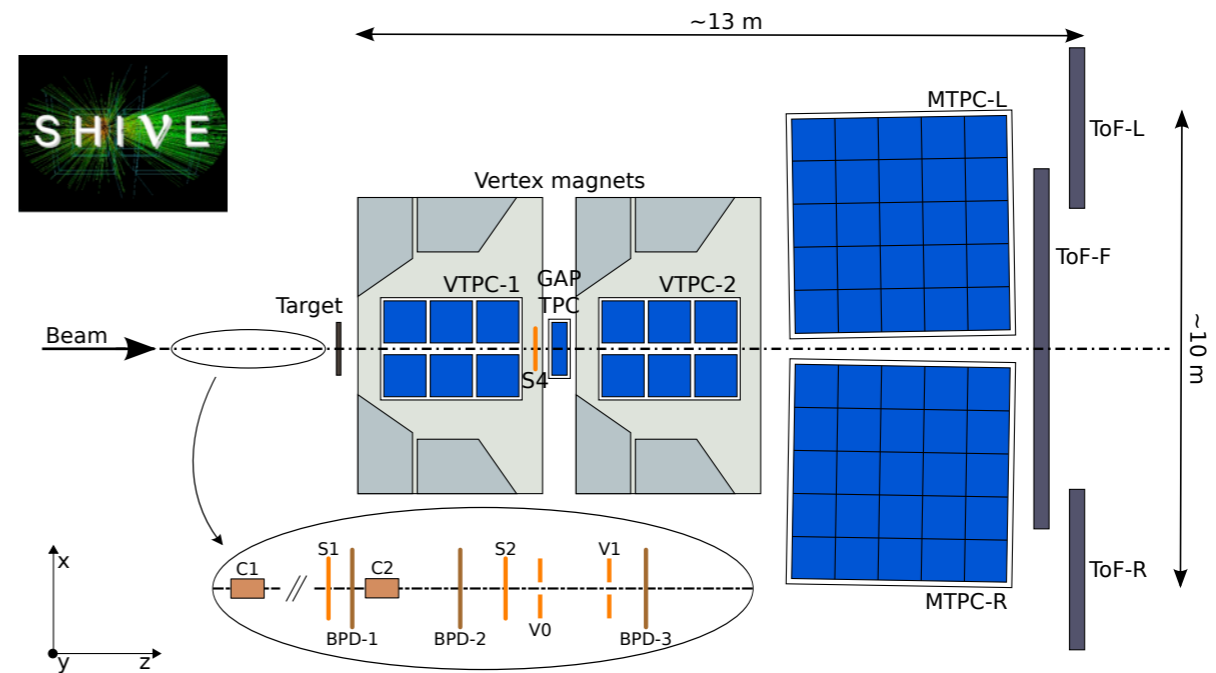 ~13 m
SHIVE
MTPC-L
ToF-L
Vertex magnets
ToF-F
GAP
TPC
VTPC-1
VTPC-2
Target
Beam
S4
~10 m
S1
S2
V1
C1
C2
BPD-1
BPD-2
V0
BPD-3
MTPC-R
ToF-R
x
y
z